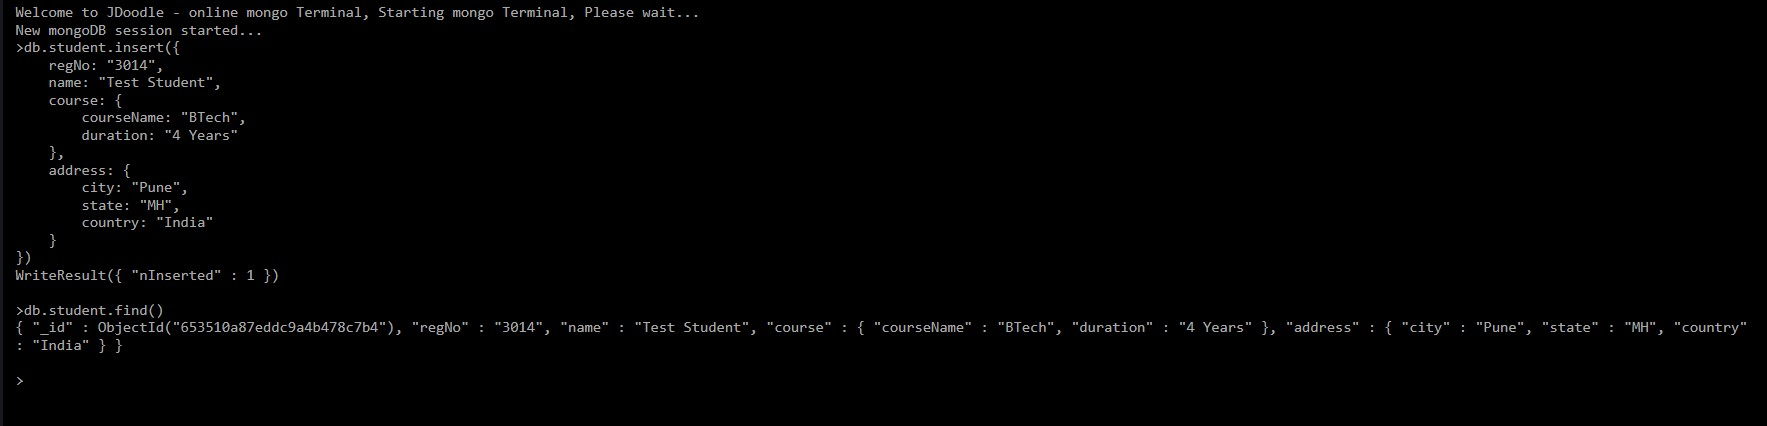 Welcome to JDoodle - online mongo Terminal, Starting mongo Terminal, Please wait...
New mongoDB session started...
>db.student.insert({
    regNo: "3014",
    name: "Test Student",
    course: {
        courseName: "BTech",
        duration: "4 Years"
    },
    address: {
        city: "Pune",
        state: "MH",
        country: "India"
    }
})
WriteResult({ "nInserted" : 1 })

>db.student.find()
{ "_id" : ObjectId("653510a87eddc9a4b478c7b4"), "regNo" : "3014", "name" : "Test Student", "course" : { "courseName" : "BTech", "duration" : "4 Years" }, "address" : { "city" : "Pune", "state" : "MH", "country"
: "India" } }

>